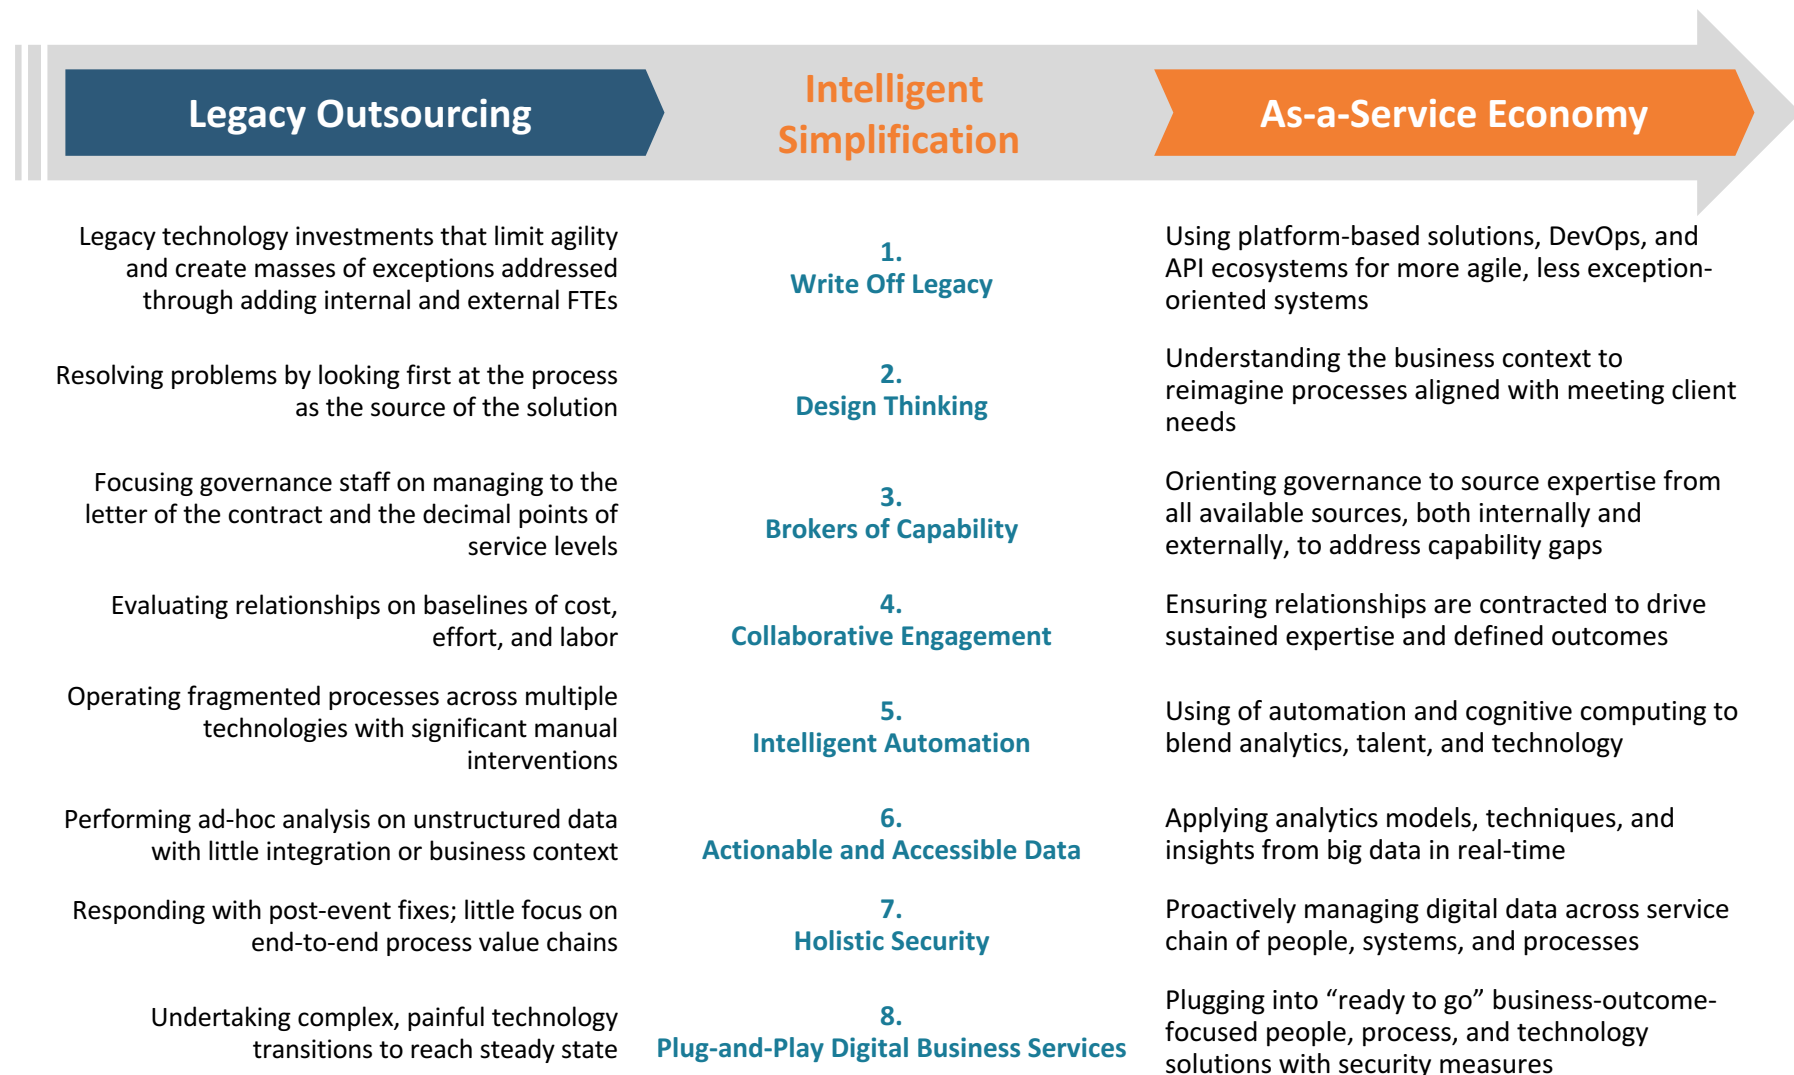 Legacy Outsourcing
Intelligent
Simplification
As-a-Service Economy
Legacy technology investments that limit agility
and create masses of exceptions addressed
through adding internal and external FTEs
1.
Write Off Legacy
Using platform-based solutions, DevOps, and
API ecosystems for more agile, less exception-
oriented systems
Resolving problems by looking first at the process
as the source of the solution
2.
Design Thinking
Understanding the business context to
reimagine processes aligned with meeting client
needs
Focusing governance staff on managing to the
letter of the contract and the decimal points of
service levels
3.
Brokers of Capability
Orienting governance to source expertise from
all available sources, both internally and
externally, to address capability gaps
Evaluating relationships on baselines of cost,
effort, and labor
4.
Collaborative Engagement
Ensuring relationships are contracted to drive
sustained expertise and defined outcomes
Operating fragmented processes across multiple
technologies with significant manual
interventions
5.
Intelligent Automation
Using of automation and cognitive computing to
blend analytics, talent, and technology
Performing ad-hoc analysis on unstructured data
with little integration or business context
6.
Actionable and Accessible Data
Applying analytics models, techniques, and
insights from big data in real-time
Responding with post-event fixes; little focus on
end-to-end process value chains
7.
Holistic Security
Proactively managing digital data across service
chain of people, systems, and processes
Undertaking complex, painful technology
transitions to reach steady state
8.
Plug-and-Play Digital Business Services
Plugging into “ready to go” business-outcome-
focused people, process, and technology
solutions with security measures